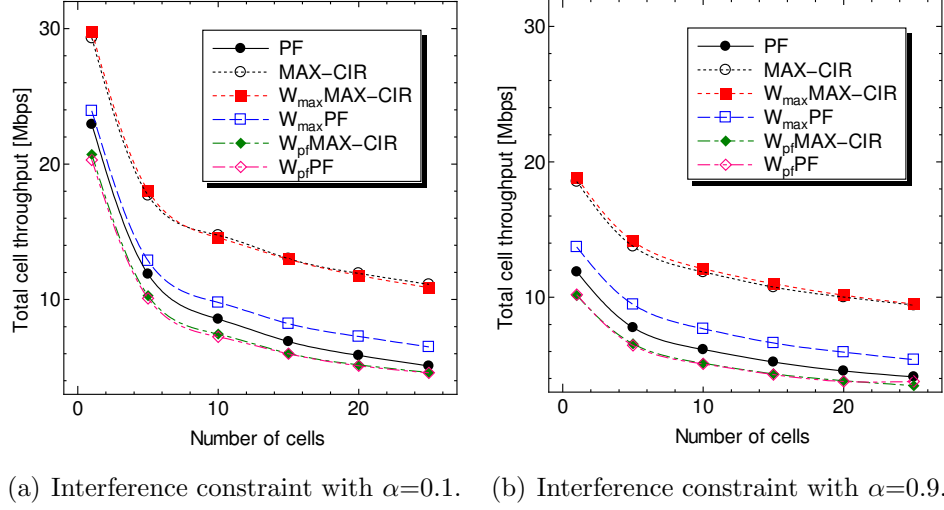 Total cell throughput [Mbps]
30
20
10
0
10
20
Number of cells
PF
MAX−CIR
WmaxMAX−CIR
WmaxPF
WpfMAX−CIR
WpfPF
(a) Interference constraint with α=0.1.
Total cell throughput [Mbps]
30
20
10
0
10
20
Number of cells
PF
MAX−CIR
WmaxMAX−CIR
WmaxPF
WpfMAX−CIR
WpfPF
(b) Interference constraint with α=0.9.